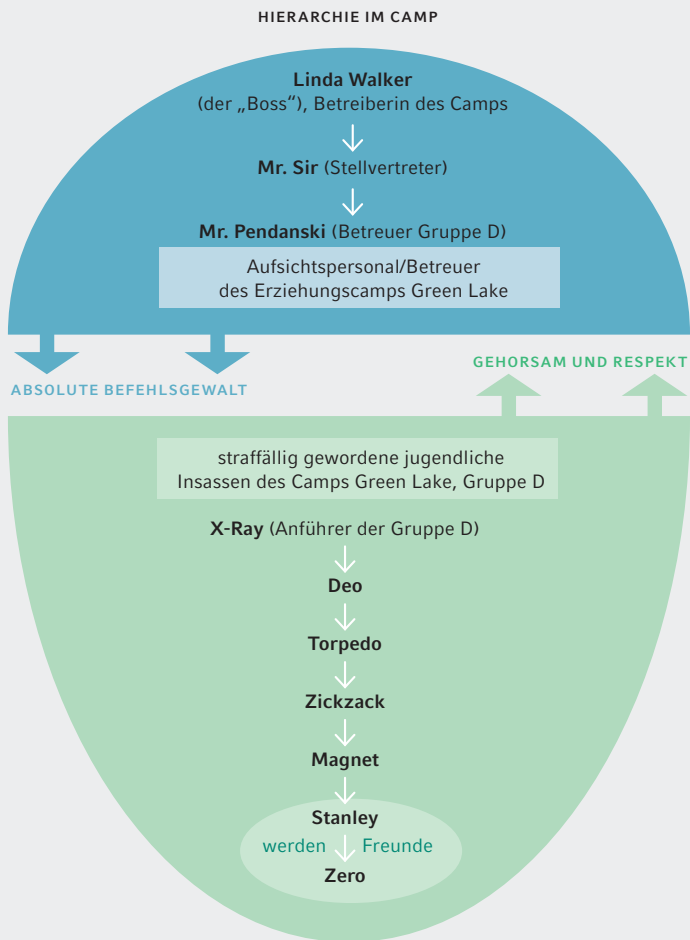 HIERARCHIE IM CAMP
Linda Walker
(der „Boss“), Betreiberin des Camps
Mr. Sir (Stellvertreter)
Mr. Pendanski (Betreuer Gruppe D)
Aufsichtspersonal/Betreuer
des Erziehungscamps Green Lake
GEHORSAM UND RESPEKT
ABSOLUTE BEFEHLSGEWALT
straffällig gewordene jugendliche
Insassen des Camps Green Lake, Gruppe D
X-Ray (Anführer der Gruppe D)
Deo
Torpedo
Zickzack
Magnet
Stanley
werden Freunde
Zero